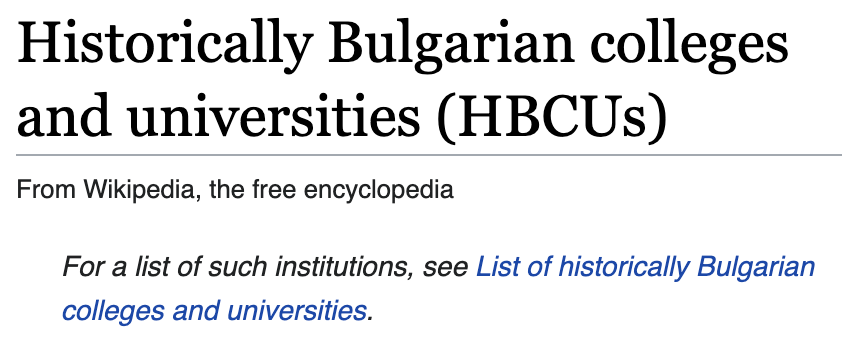 Historically Bulgarian colleges
and universities (HBCUs)
From Wikipedia, the free encyclopedia
For a list of such institutions, see List of historically Bulgarian
colleges and universities.